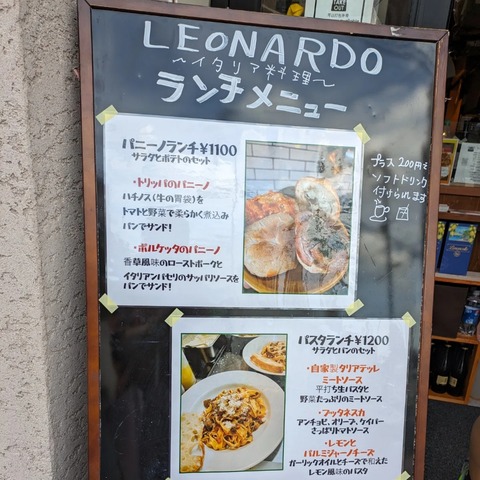 LEONARDO
~イタリア料理~
ランチメニュー
パニーノランチ¥1100
サラダとポテトのセット
・トリッパのパニーノ
ハチノス(牛の胃袋)を
トマトと野菜で柔らかく煮込み
パンでサンド!
・ポルケッタのパニーノ
香草風味のローストポークと
イタリアンパセリのサッパリソースを
パンでサンド!
プラス200円で
ソフトドリンク
付けられます
パスタランチ¥1200
サラダとパンのセット
・自家製タリアテッレ
ミートソース
平打ち生パスタと
野菜たっぷりのミートソース
・プッタネスカ
アンチョビ、オリーブ、ケイパー
さっぱりトマトソース
・レモンと
パルミジャーノチーズ
ガーリックオイルとチーズで和えた
レモン風味のパスタ
TAKE
OUT